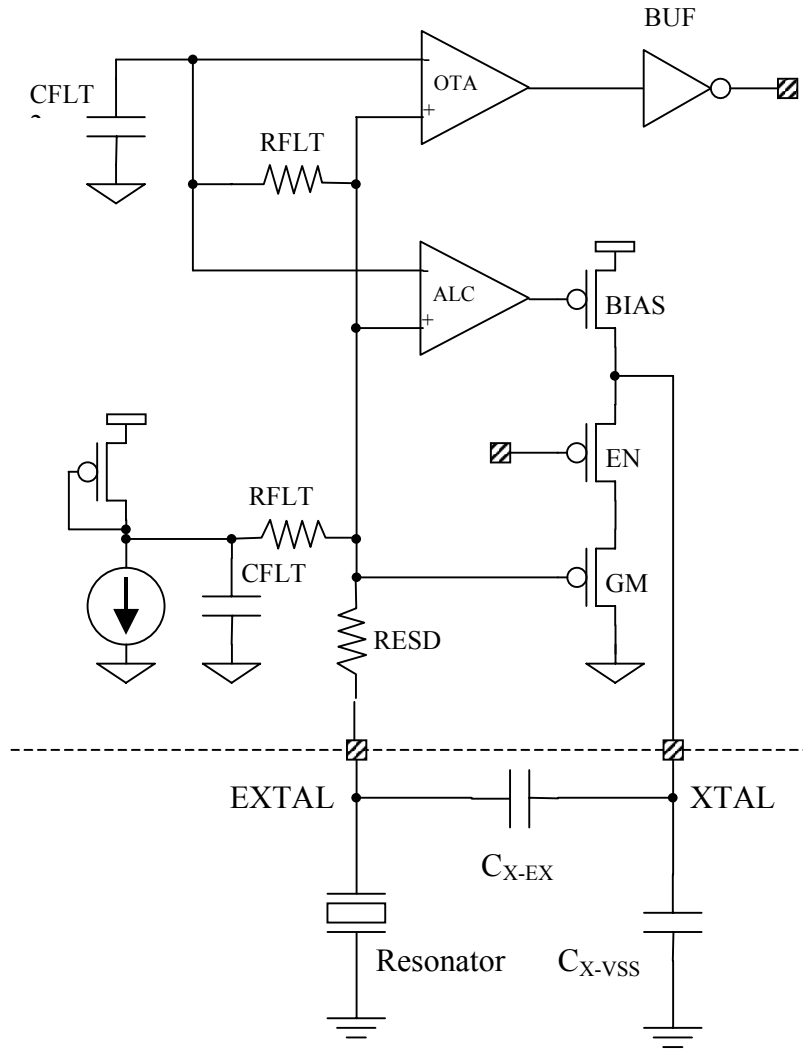 BUF
CFLT
−
OTA
+
RFLT
−
ALC
+
BIAS
EN
RFLT
CFLT
GM
RESD
EXTAL
XTAL
CX-EX
Resonator
CX-VSS